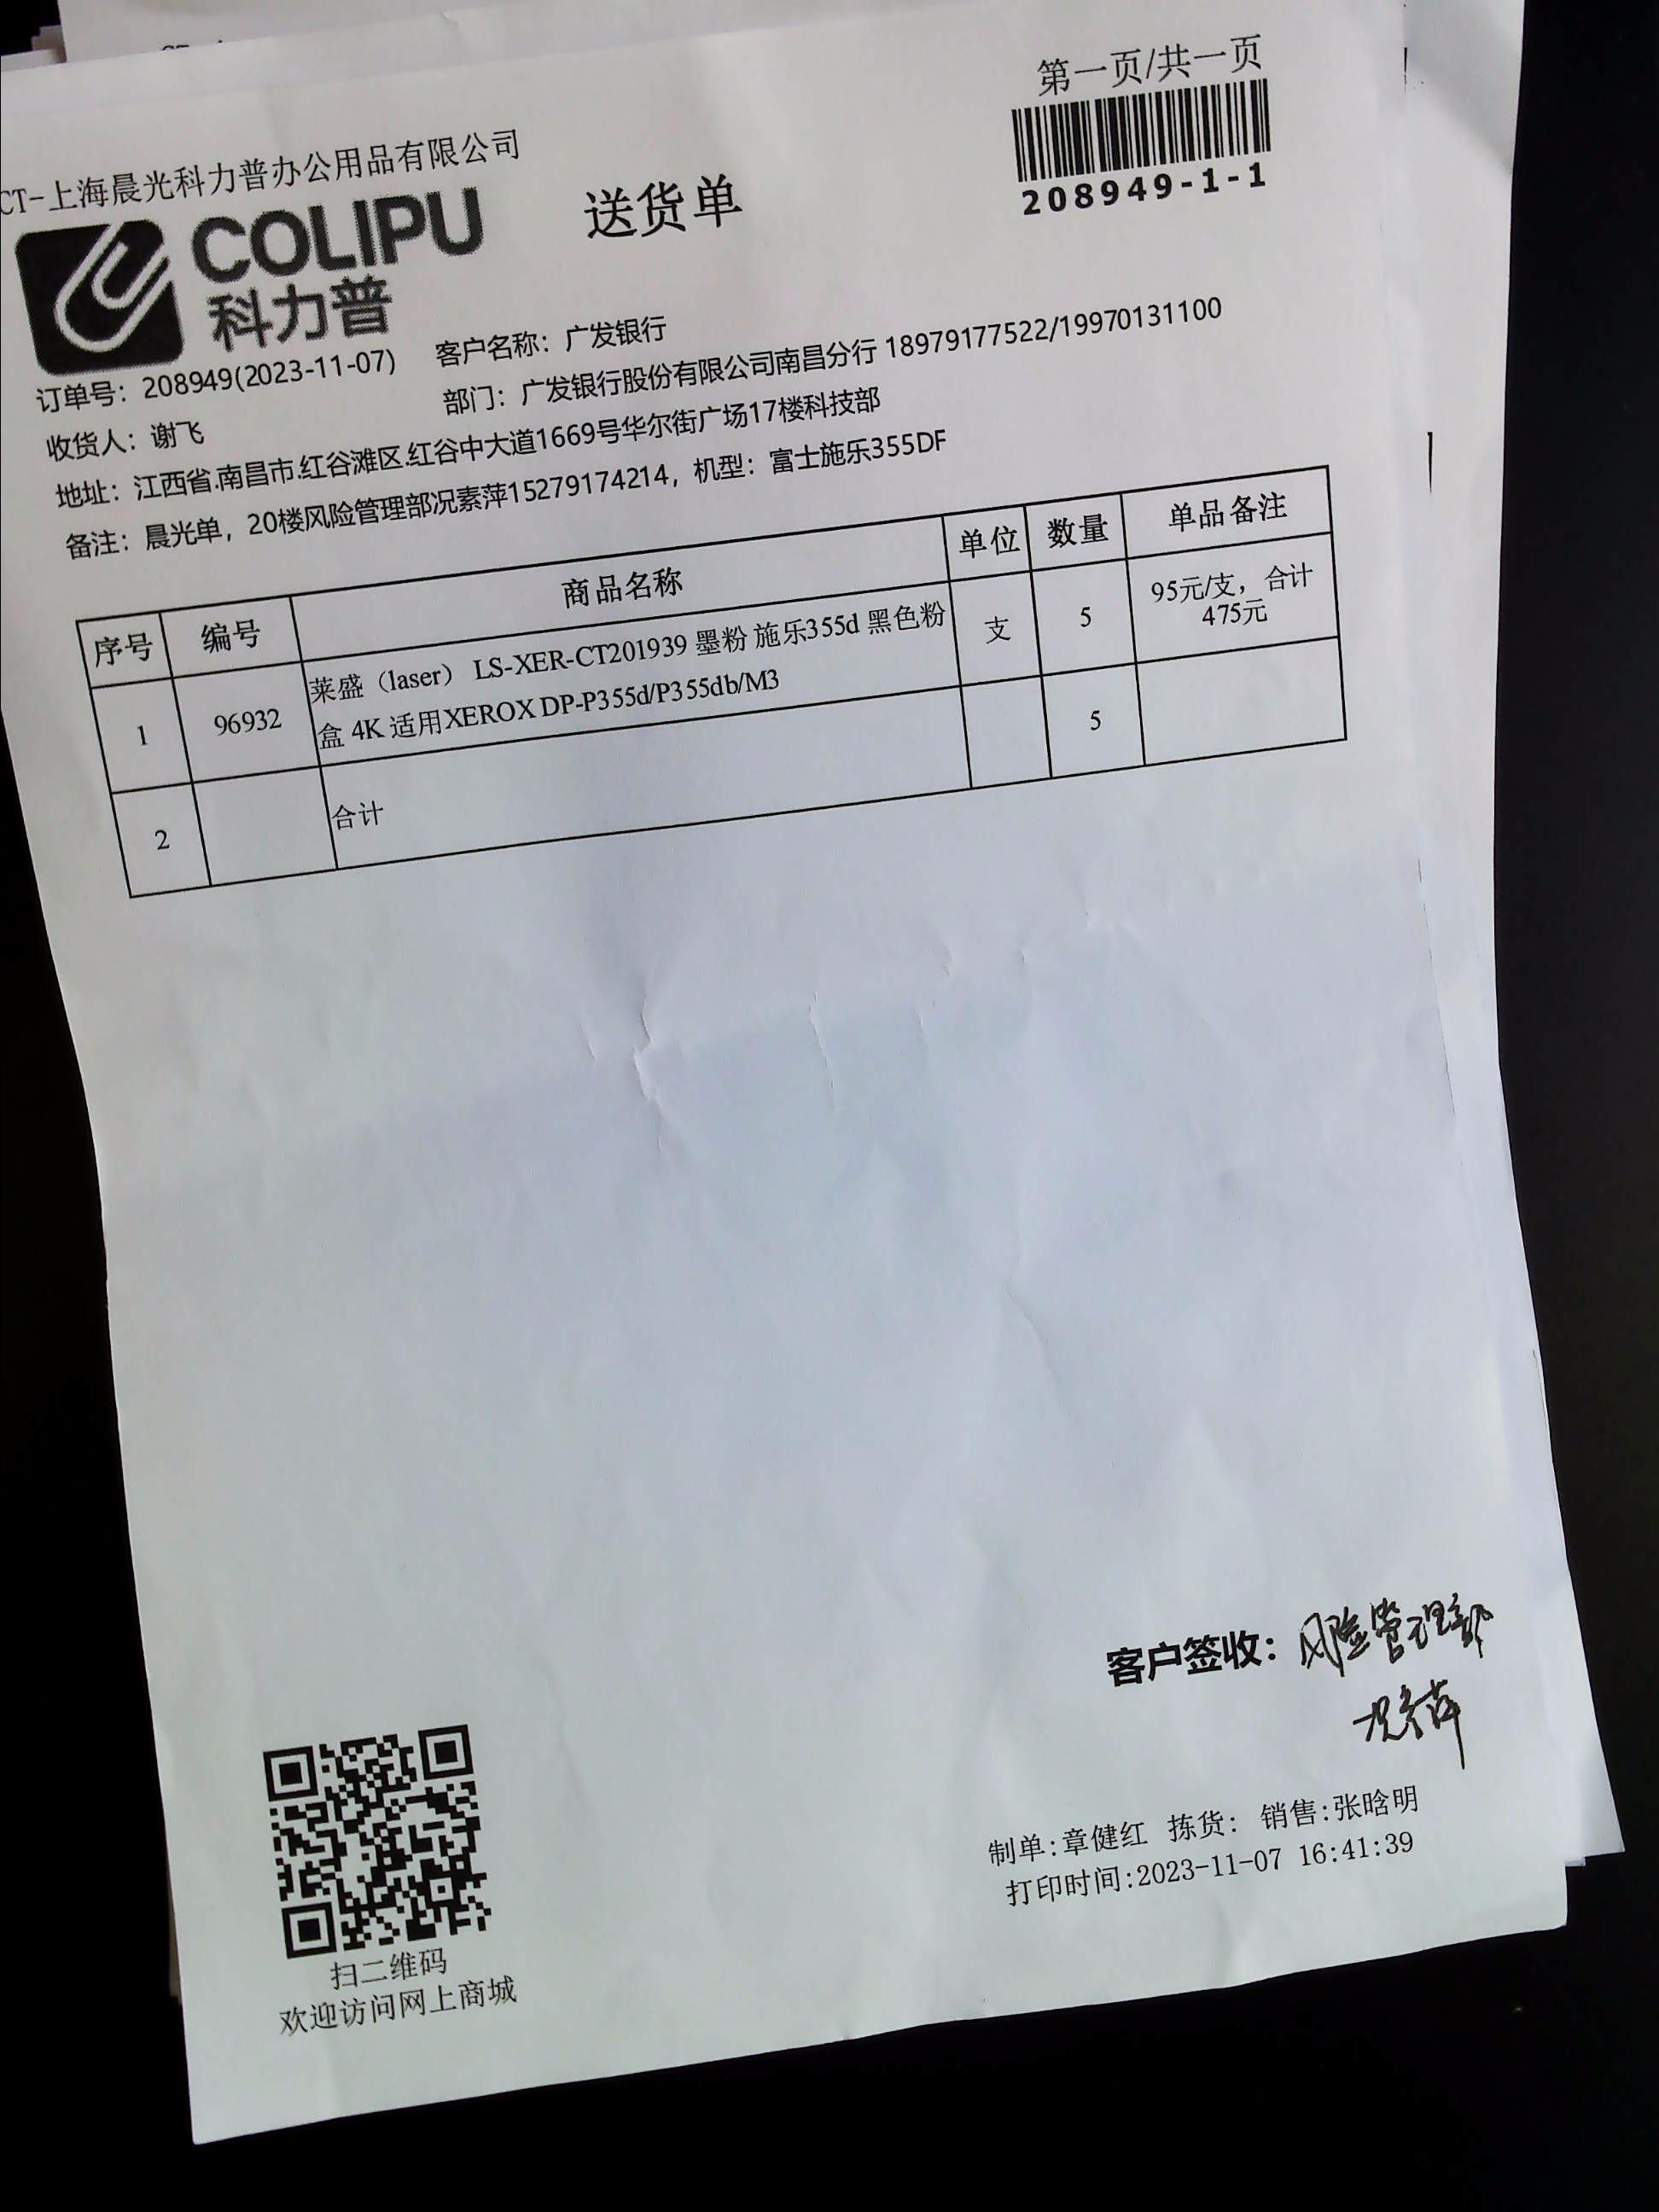 第一页/共一页
208949-1-1
CT-上海晨光科力普办公用品有限公司
COLIPU
科力普
送货单
订单号：208949(2023-11-07)
客户名称：广发银行
收货人：谢飞
部门：广发银行股份有限公司南昌分行 18979177522/19970131100
地址：江西省.南昌市.红谷滩区.红谷中大道1669号华尔街广场17楼科技部
备注：晨光单，20楼风险管理部况素萍15279174214，机型：富士施乐355DF
序号 编号 商品名称 单位 数量 单品备注
1 96932 莱盛（laser） LS-XER-CT201939 墨粉 施乐355d 黑色粉 支 5 95元/支，合计
盒 4K 适用XEROX DP-P355d/P355db/M3 475元
2 合计 5
客户签收：风险管理部
况素萍
制单:章健红 拣货: 销售:张晗明
打印时间:2023-11-07 16:41:39
扫二维码
欢迎访问网上商城